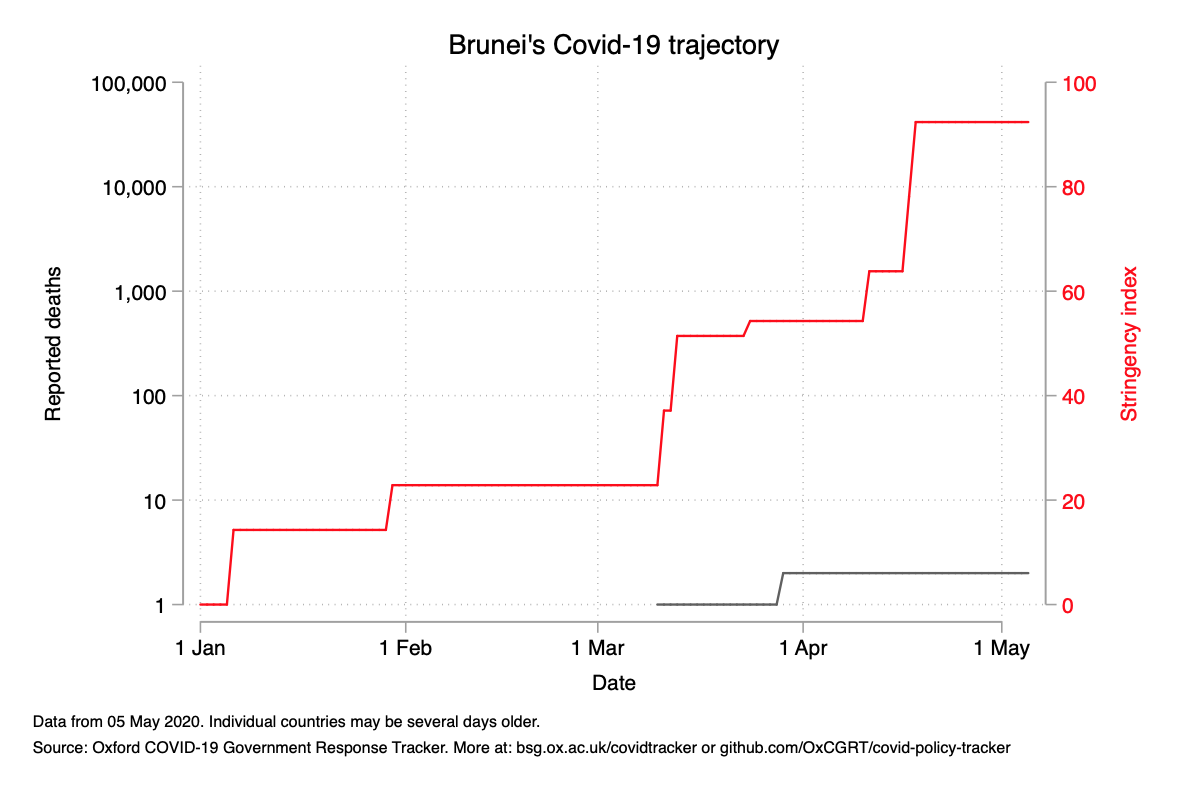 Brunei's Covid-19 trajectory
100,000
10,000
1,000
100
10
1
Reported deaths
100
80
60
40
20
0
Stringency index
1 Jan
1 Feb
1 Mar
1 Apr
1 May
Date
Data from 05 May 2020. Individual countries may be several days older.
Source: Oxford COVID-19 Government Response Tracker. More at: bsg.ox.ac.uk/covidtracker or github.com/OxCGRT/covid-policy-tracker